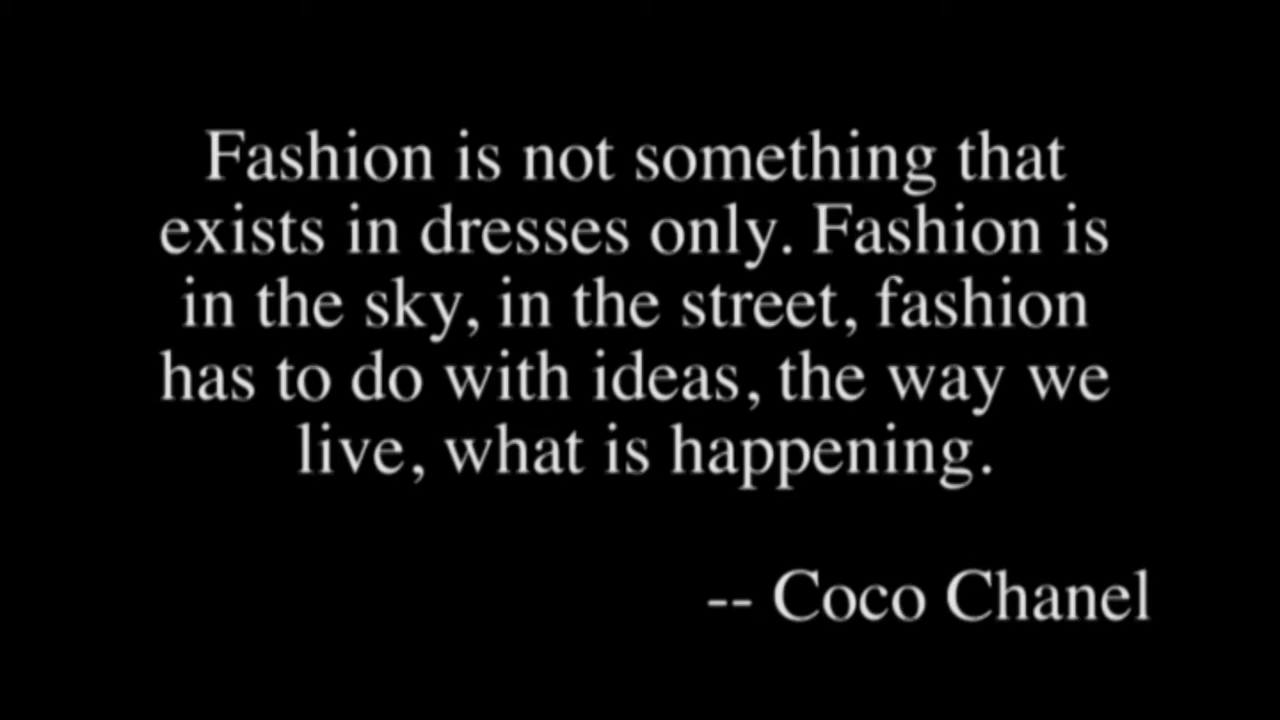 Fashion is not something that
exists in dresses only. Fashion is
in the sky, in the street, fashion
has to do with ideas, the way we
live, what is happening.
-- Coco Chanel